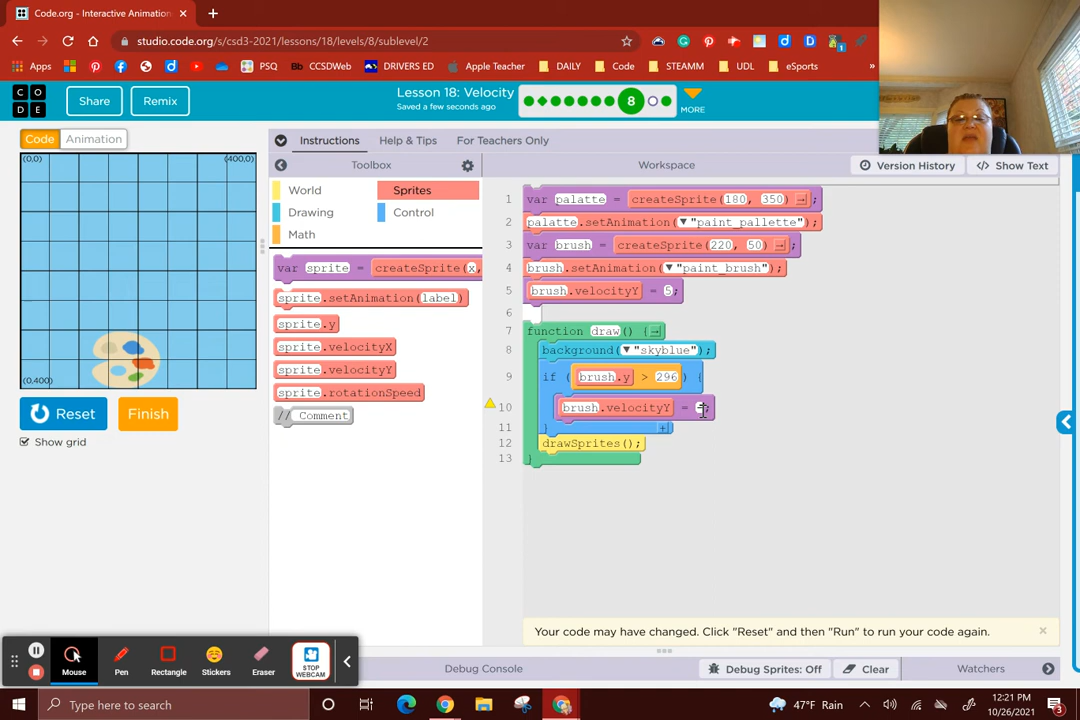 Code.org - Interactive Animation
studio.code.org/s/csd3-2021/lessons/18/levels/8/sublevel/2
Apps PSQ Bb CCSDWeb DRIVERS ED Apple Teacher DAILY Code STEAMM UDL eSports »
C O
D E
Share
Remix
Lesson 18: Velocity
Saved a few seconds ago
8
MORE
Code Animation
Instructions Help & Tips For Teachers Only
Toolbox
Workspace
Version History
</> Show Text
(0,0) (400,0)
(0,400)
Reset
Finish
Show grid
World
Sprites
Drawing
Control
Math
var sprite = createSprite(x,
sprite.setAnimation(label)
sprite.y
sprite.velocityX
sprite.velocityY
sprite.rotationSpeed
// Comment
1 var palatte = createSprite(180, 350);
2 palatte.setAnimation("paint_pallette");
3 var brush = createSprite(220, 50);
4 brush.setAnimation("paint_brush");
5 brush.velocityY = 5;
6
7 function draw() {
8 background("skyblue");
9 if (brush.y > 296) {
10 brush.velocityY =
11 }
12 drawSprites();
13 }
Your code may have changed. Click "Reset" and then "Run" to run your code again.
Debug Console
Debug Sprites: Off
Clear
Watchers
Mouse Pen Rectangle Stickers Eraser STOP WEBCAM
Type here to search
47°F Rain
12:21 PM
10/26/2021
3